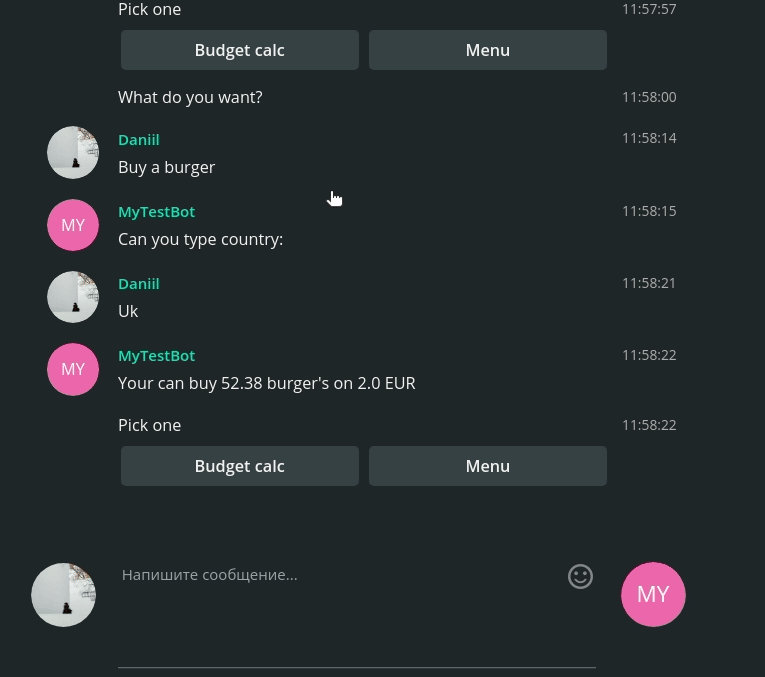 Pick one 11:57:57
Budget calc Menu
What do you want? 11:58:00
Daniil 11:58:14
Buy a burger
MY MyTestBot 11:58:15
Can you type country:
Daniil 11:58:21
Uk
MY MyTestBot 11:58:22
Your can buy 52.38 burger's on 2.0 EUR
Pick one 11:58:22
Budget calc Menu
Напишите сообщение...
MY